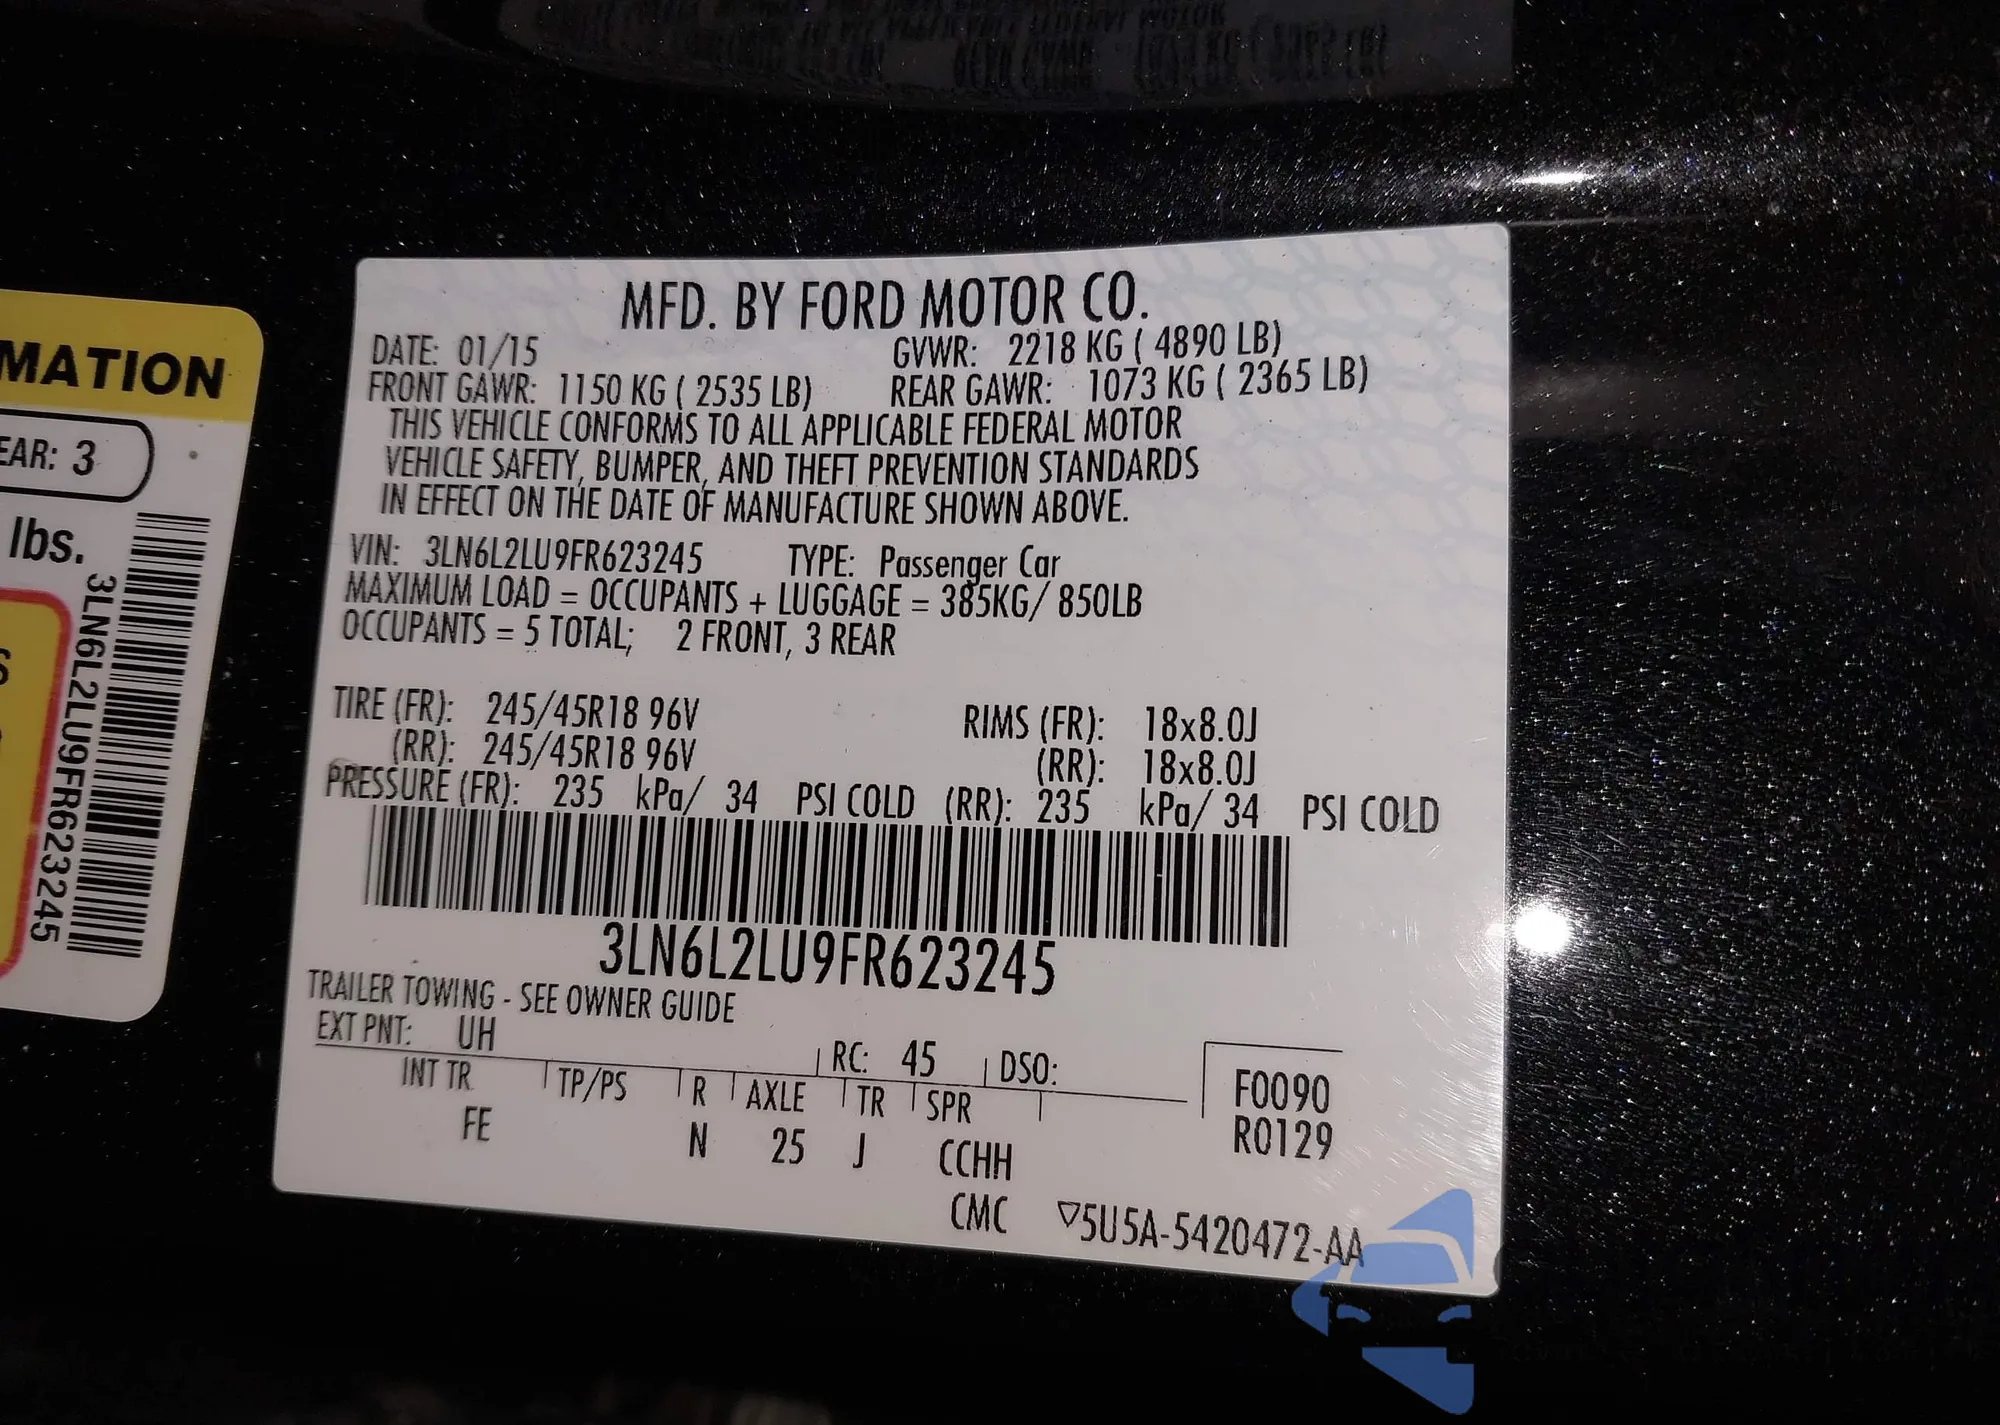 MATION
EAR: 3
lbs.
3LN6L2LU9FR623245
MFD. BY FORD MOTOR CO.
DATE: 01/15 GVWR: 2218 KG ( 4890 LB)
FRONT GAWR: 1150 KG ( 2535 LB) REAR GAWR: 1073 KG ( 2365 LB)
THIS VEHICLE CONFORMS TO ALL APPLICABLE FEDERAL MOTOR
VEHICLE SAFETY, BUMPER, AND THEFT PREVENTION STANDARDS
IN EFFECT ON THE DATE OF MANUFACTURE SHOWN ABOVE.
VIN: 3LN6L2LU9FR623245 TYPE: Passenger Car
MAXIMUM LOAD = OCCUPANTS + LUGGAGE = 385KG/ 850LB
OCCUPANTS = 5 TOTAL; 2 FRONT, 3 REAR
TIRE (FR): 245/45R18 96V RIMS (FR): 18x8.0J
(RR): 245/45R18 96V (RR): 18x8.0J
PRESSURE (FR): 235 kPa/ 34 PSI COLD (RR): 235 kPa/ 34 PSI COLD
3LN6L2LU9FR623245
TRAILER TOWING - SEE OWNER GUIDE
EXT PNT: UH RC: 45 DSO:
INT TR TP/PS R AXLE TR SPR
FE N 25 J CCHH
CMC
F0090
R0129
▽5U5A-5420472-AA